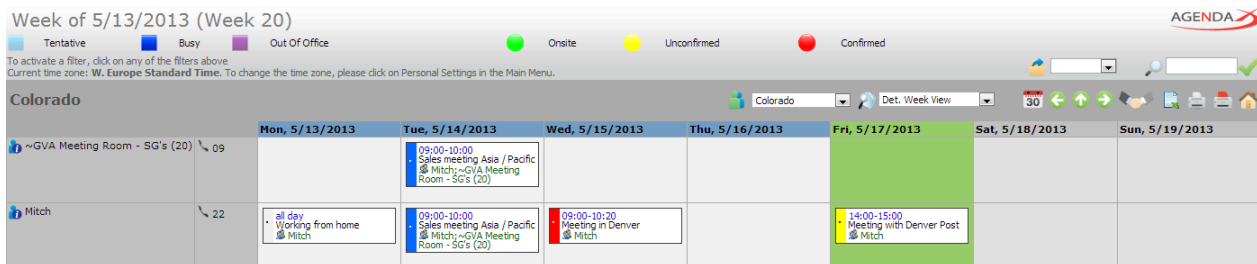 Week of 5/13/2013 (Week 20)
AGENDAX
Tentative Busy Out Of Office Onsite Unconfirmed Confirmed
To activate a filter, click on any of the filters above
Current time zone: W. Europe Standard Time. To change the time zone, please click on Personal Settings in the Main Menu.
Colorado Colorado Det. Week View 30
Mon, 5/13/2013 Tue, 5/14/2013 Wed, 5/15/2013 Thu, 5/16/2013 Fri, 5/17/2013 Sat, 5/18/2013 Sun, 5/19/2013
~GVA Meeting Room - SG's (20) 09
09:00-10:00
Sales meeting Asia / Pacific
Mitch;~GVA Meeting
Room - SG's (20)
Mitch 22
all day
Working from home
Mitch
09:00-10:00
Sales meeting Asia / Pacific
Mitch;~GVA Meeting
Room - SG's (20)
09:00-10:20
Meeting in Denver
Mitch
14:00-15:00
Meeting with Denver Post
Mitch